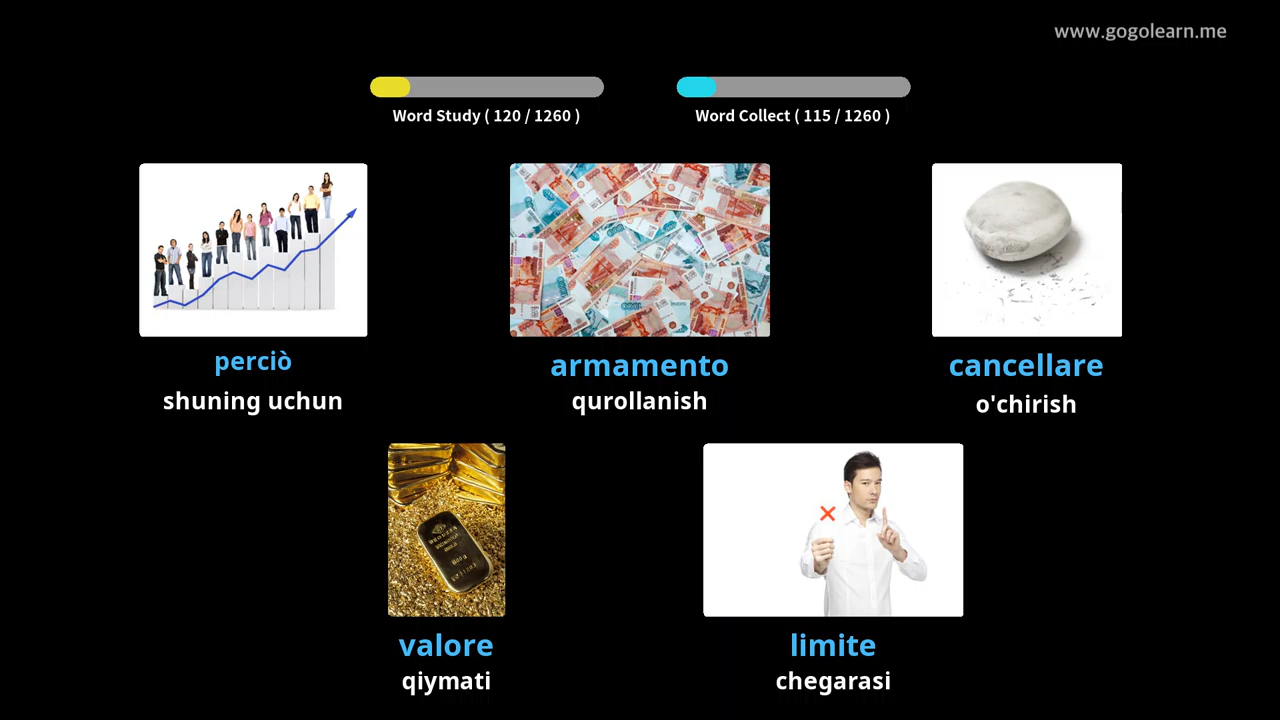 www.gogolearn.me
Word Study ( 120 / 1260 )
Word Collect ( 115 / 1260 )
perciò
armamento
cancellare
shuning uchun
qurollanish
o'chirish
valore
limite
qiymati
chegarasi